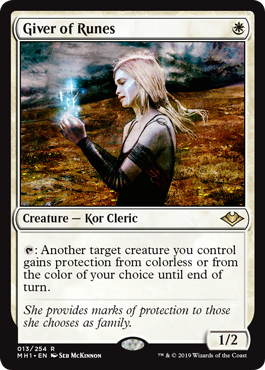 Giver of Runes
Creature — Kor Cleric
: Another target creature you control
gains protection from colorless or from
the color of your choice until end of
turn.
She provides marks of protection to those
she chooses as family.
1/2
013/254 R
MH1 • EN Seb McKinnon
™ & © 2019 Wizards of the Coast